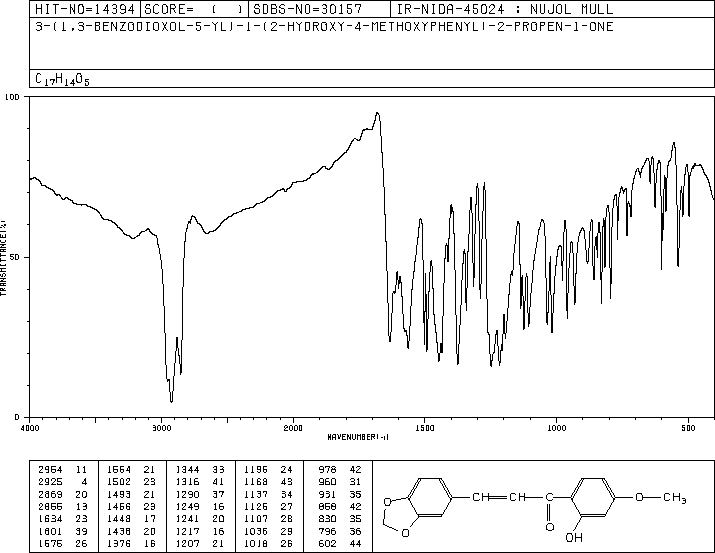 HIT-NO=14394 SCORE= ( ) SDBS-NO=30157 IR-NIDA-45024 : NUJOL MULL
3-(1,3-BENZODIOXOL-5-YL)-1-(2-HYDROXY-4-METHOXYPHENYL)-2-PROPEN-1-ONE
C17H14O5
100
TRANSMITTANCE(%)
50
0
4000 3000 2000 1500 1000 500
WAVENUMBER(-1)
2954 11 1564 21 1344 33 1195 24 978 42
2925 4 1502 23 1316 41 1168 43 960 31
2869 20 1493 21 1290 37 1137 34 931 35
2855 13 1456 29 1249 16 1125 27 858 42
1634 23 1448 17 1241 20 1107 28 830 35
1601 39 1438 20 1217 16 1036 29 796 36
1575 26 1376 16 1207 21 1018 26 602 44
O CH=CH-C O-CH3
O O OH